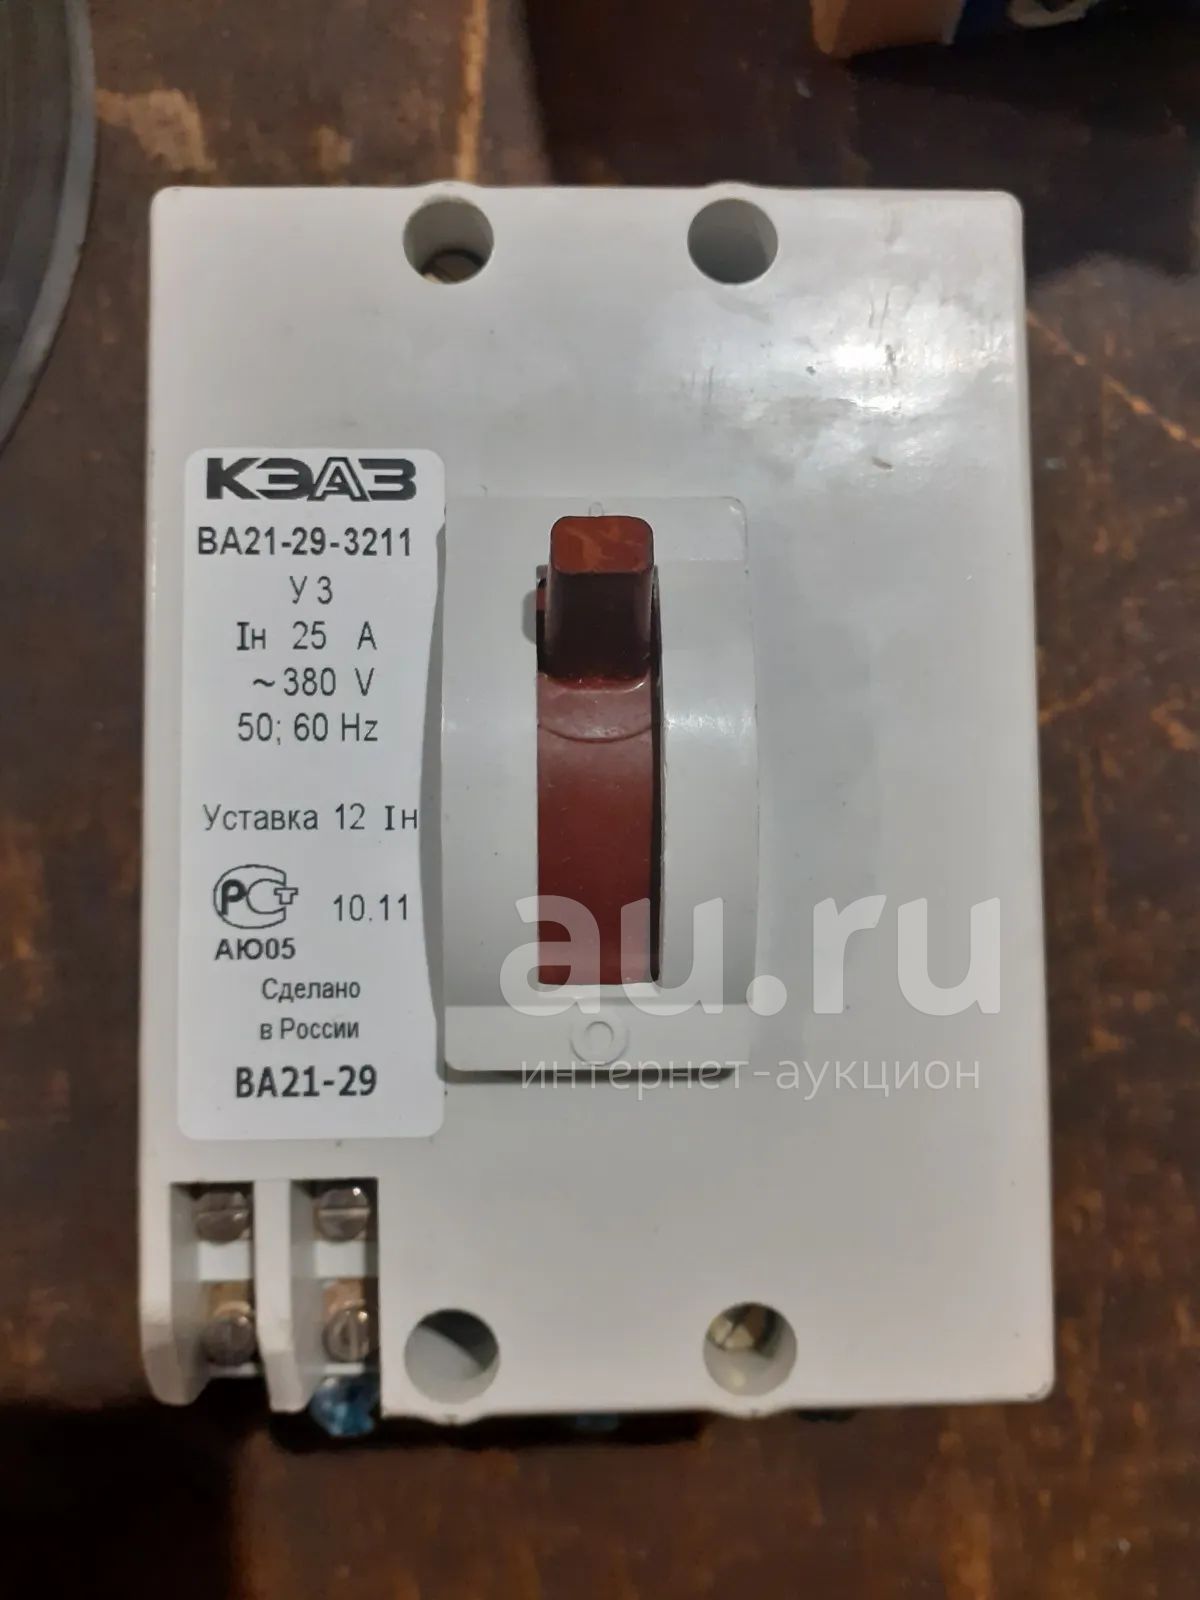 КЭАЗ
ВА21-29-3211
У3
Iн 25 А
~380 V
50; 60 Hz
Уставка 12 Iн
РСТ 10.11
АЮ05
Сделано
в России
ВА21-29
O
au.ru
интернет-аукцион